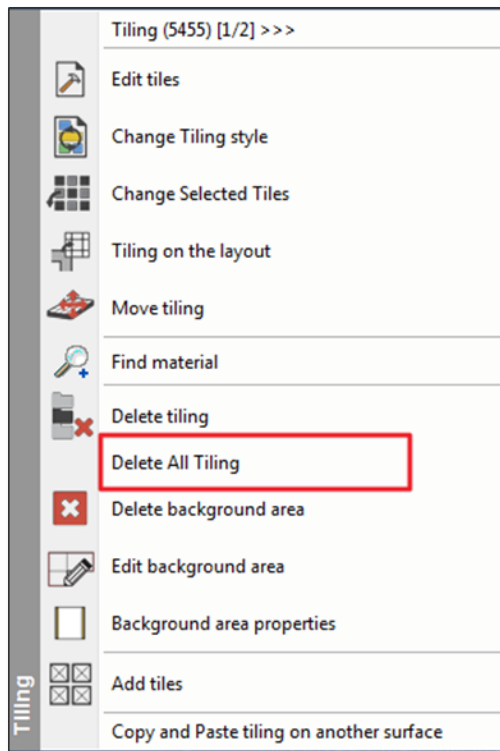 Tiling (5455) [1/2] >>>
Edit tiles
Change Tiling style
Change Selected Tiles
Tiling on the layout
Move tiling
Find material
Delete tiling
Delete All Tiling
Delete background area
Edit background area
Background area properties
Add tiles
Copy and Paste tiling on another surface
Tiling